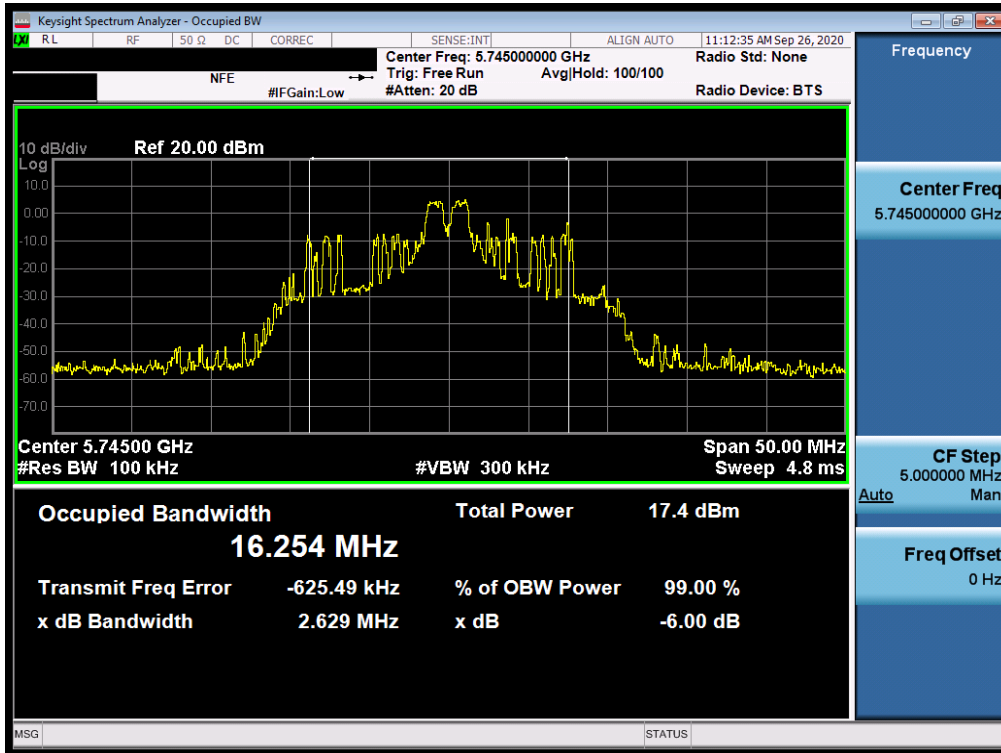 Keysight Spectrum Analyzer - Occupied BW
LXI RL RF 50 Ω DC CORREC SENSE:INT ALIGN AUTO 11:12:35 AM Sep 26, 2020
Center Freq: 5.745000000 GHz Radio Std: None
NFE Trig: Free Run Avg|Hold: 100/100
#IFGain:Low #Atten: 20 dB Radio Device: BTS
10 dB/div Ref 20.00 dBm
Log
10.0
0.00
-10.0
-20.0
-30.0
-40.0
-50.0
-60.0
-70.0
Center 5.74500 GHz Span 50.00 MHz
#Res BW 100 kHz #VBW 300 kHz Sweep 4.8 ms
Occupied Bandwidth Total Power 17.4 dBm
16.254 MHz
Transmit Freq Error -625.49 kHz % of OBW Power 99.00 %
x dB Bandwidth 2.629 MHz x dB -6.00 dB
MSG STATUS
Frequency
Center Freq
5.745000000 GHz
CF Step
5.000000 MHz
Auto Man
Freq Offset
0 Hz